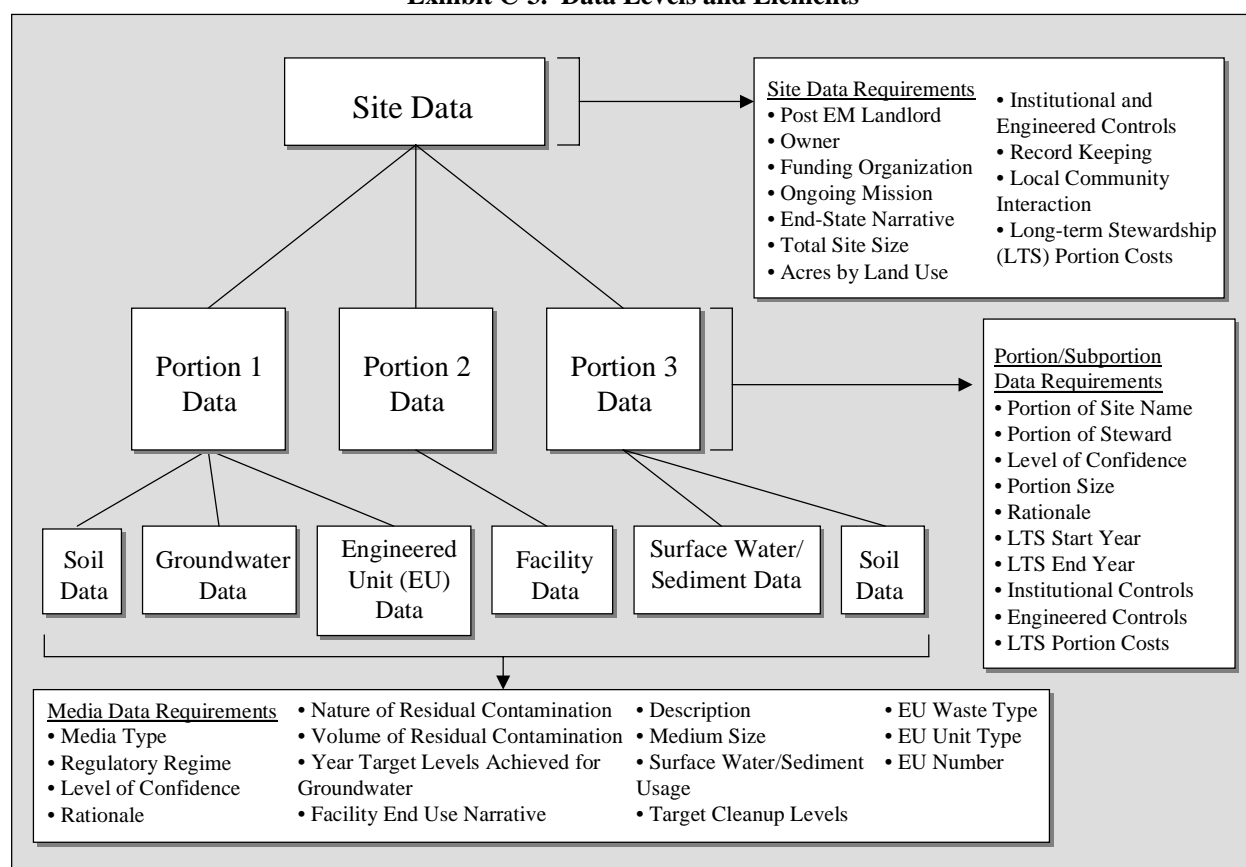 Exhibit C-3. Data Levels and Elements
Site Data
Site Data Requirements
• Post EM Landlord
• Owner
• Funding Organization
• Ongoing Mission
• End-State Narrative
• Total Site Size
• Acres by Land Use
• Institutional and
Engineered Controls
• Record Keeping
• Local Community
Interaction
• Long-term Stewardship
(LTS) Portion Costs
Portion 1
Data
Portion 2
Data
Portion 3
Data
Portion/Subportion
Data Requirements
• Portion of Site Name
• Portion of Steward
• Level of Confidence
• Portion Size
• Rationale
• LTS Start Year
• LTS End Year
• Institutional Controls
• Engineered Controls
• LTS Portion Costs
Soil
Data
Groundwater
Data
Engineered
Unit (EU)
Data
Facility
Data
Surface Water/
Sediment Data
Soil
Data
Media Data Requirements
• Media Type
• Regulatory Regime
• Level of Confidence
• Rationale
• Nature of Residual Contamination
• Volume of Residual Contamination
• Year Target Levels Achieved for
Groundwater
• Facility End Use Narrative
• Description
• Medium Size
• Surface Water/Sediment
Usage
• Target Cleanup Levels
• EU Waste Type
• EU Unit Type
• EU Number